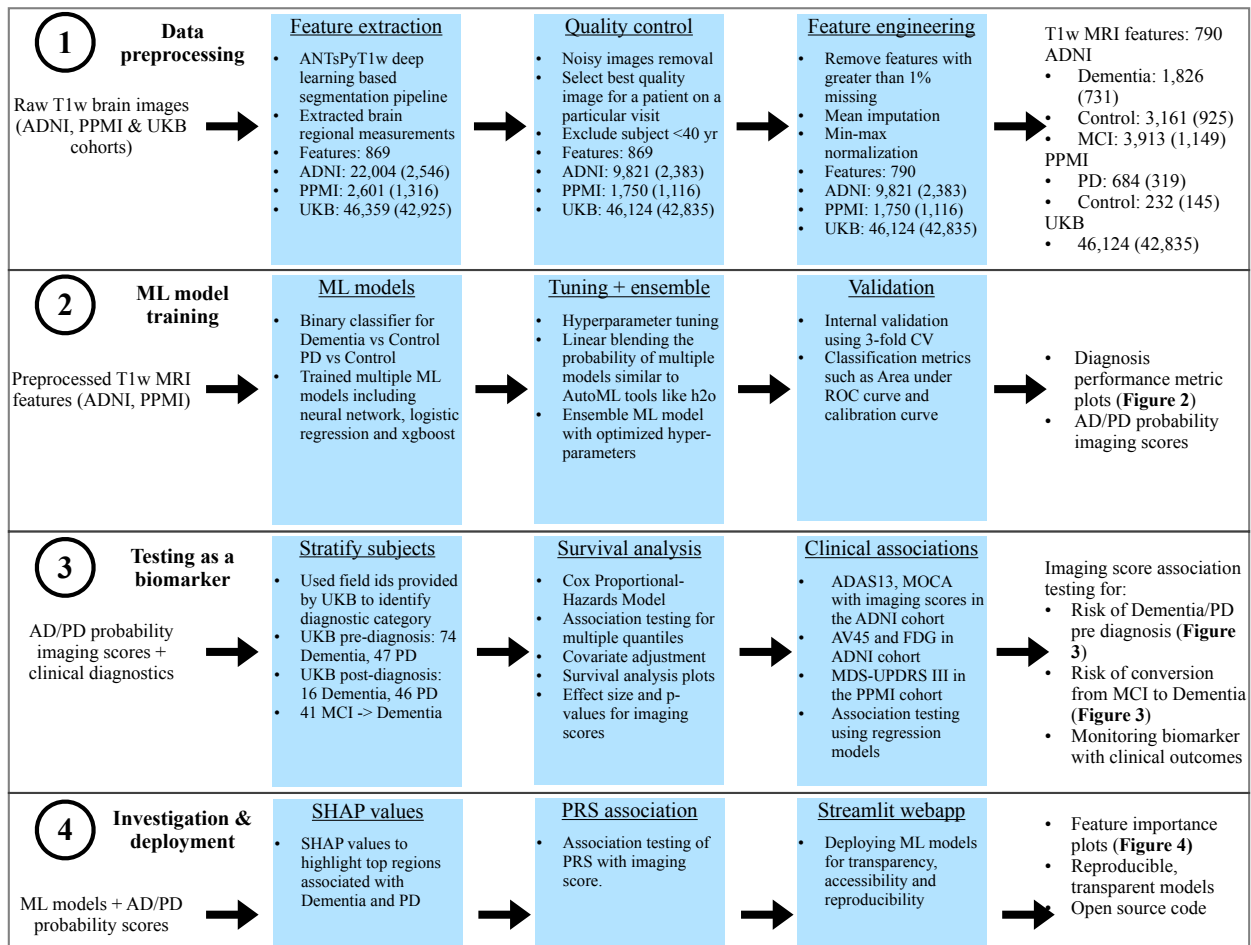 1
Data
preprocessing
Raw T1w brain images
(ADNI, PPMI & UKB
cohorts)
Feature extraction
• ANTsPyT1w deep
learning based
segmentation pipeline
• Extracted brain
regional measurements
• Features: 869
• ADNI: 22,004 (2,546)
• PPMI: 2,601 (1,316)
• UKB: 46,359 (42,925)
Quality control
• Noisy images removal
• Select best quality
image for a patient on a
particular visit
• Exclude subject <40 yr
• Features: 869
• ADNI: 9,821 (2,383)
• PPMI: 1,750 (1,116)
• UKB: 46,124 (42,835)
Feature engineering
• Remove features with
greater than 1%
missing
• Mean imputation
• Min-max
normalization
• Features: 790
• ADNI: 9,821 (2,383)
• PPMI: 1,750 (1,116)
• UKB: 46,124 (42,835)
T1w MRI features: 790
ADNI
• Dementia: 1,826
(731)
• Control: 3,161 (925)
• MCI: 3,913 (1,149)
PPMI
• PD: 684 (319)
• Control: 232 (145)
UKB
• 46,124 (42,835)
2
ML model
training
Preprocessed T1w MRI
features (ADNI, PPMI)
ML models
• Binary classifier for
Dementia vs Control
PD vs Control
• Trained multiple ML
models including
neural network, logistic
regression and xgboost
Tuning + ensemble
• Hyperparameter tuning
• Linear blending the
probability of multiple
models similar to
AutoML tools like h2o
• Ensemble ML model
with optimized hyper-
parameters
Validation
• Internal validation
using 3-fold CV
• Classification metrics
such as Area under
ROC curve and
calibration curve
• Diagnosis
performance metric
plots (Figure 2)
• AD/PD probability
imaging scores
3
Testing as a
biomarker
AD/PD probability
imaging scores +
clinical diagnostics
Stratify subjects
• Used field ids provided
by UKB to identify
diagnostic category
• UKB pre-diagnosis: 74
Dementia, 47 PD
• UKB post-diagnosis:
16 Dementia, 46 PD
• 41 MCI -> Dementia
Survival analysis
• Cox Proportional-
Hazards Model
• Association testing for
multiple quantiles
• Covariate adjustment
• Survival analysis plots
• Effect size and p-
values for imaging
scores
Clinical associations
• ADAS13, MOCA
with imaging scores in
the ADNI cohort
• AV45 and FDG in
ADNI cohort
• MDS-UPDRS III in
the PPMI cohort
• Association testing
using regression
models
Imaging score association
testing for:
• Risk of Dementia/PD
pre diagnosis (Figure
3)
• Risk of conversion
from MCI to Dementia
(Figure 3)
• Monitoring biomarker
with clinical outcomes
4
Investigation &
deployment
ML models + AD/PD
probability scores
SHAP values
• SHAP values to
highlight top regions
associated with
Dementia and PD
PRS association
• Association testing of
PRS with imaging
score.
Streamlit webapp
• Deploying ML models
for transparency,
accessibility and
reproducibility
• Feature importance
plots (Figure 4)
• Reproducible,
transparent models
• Open source code